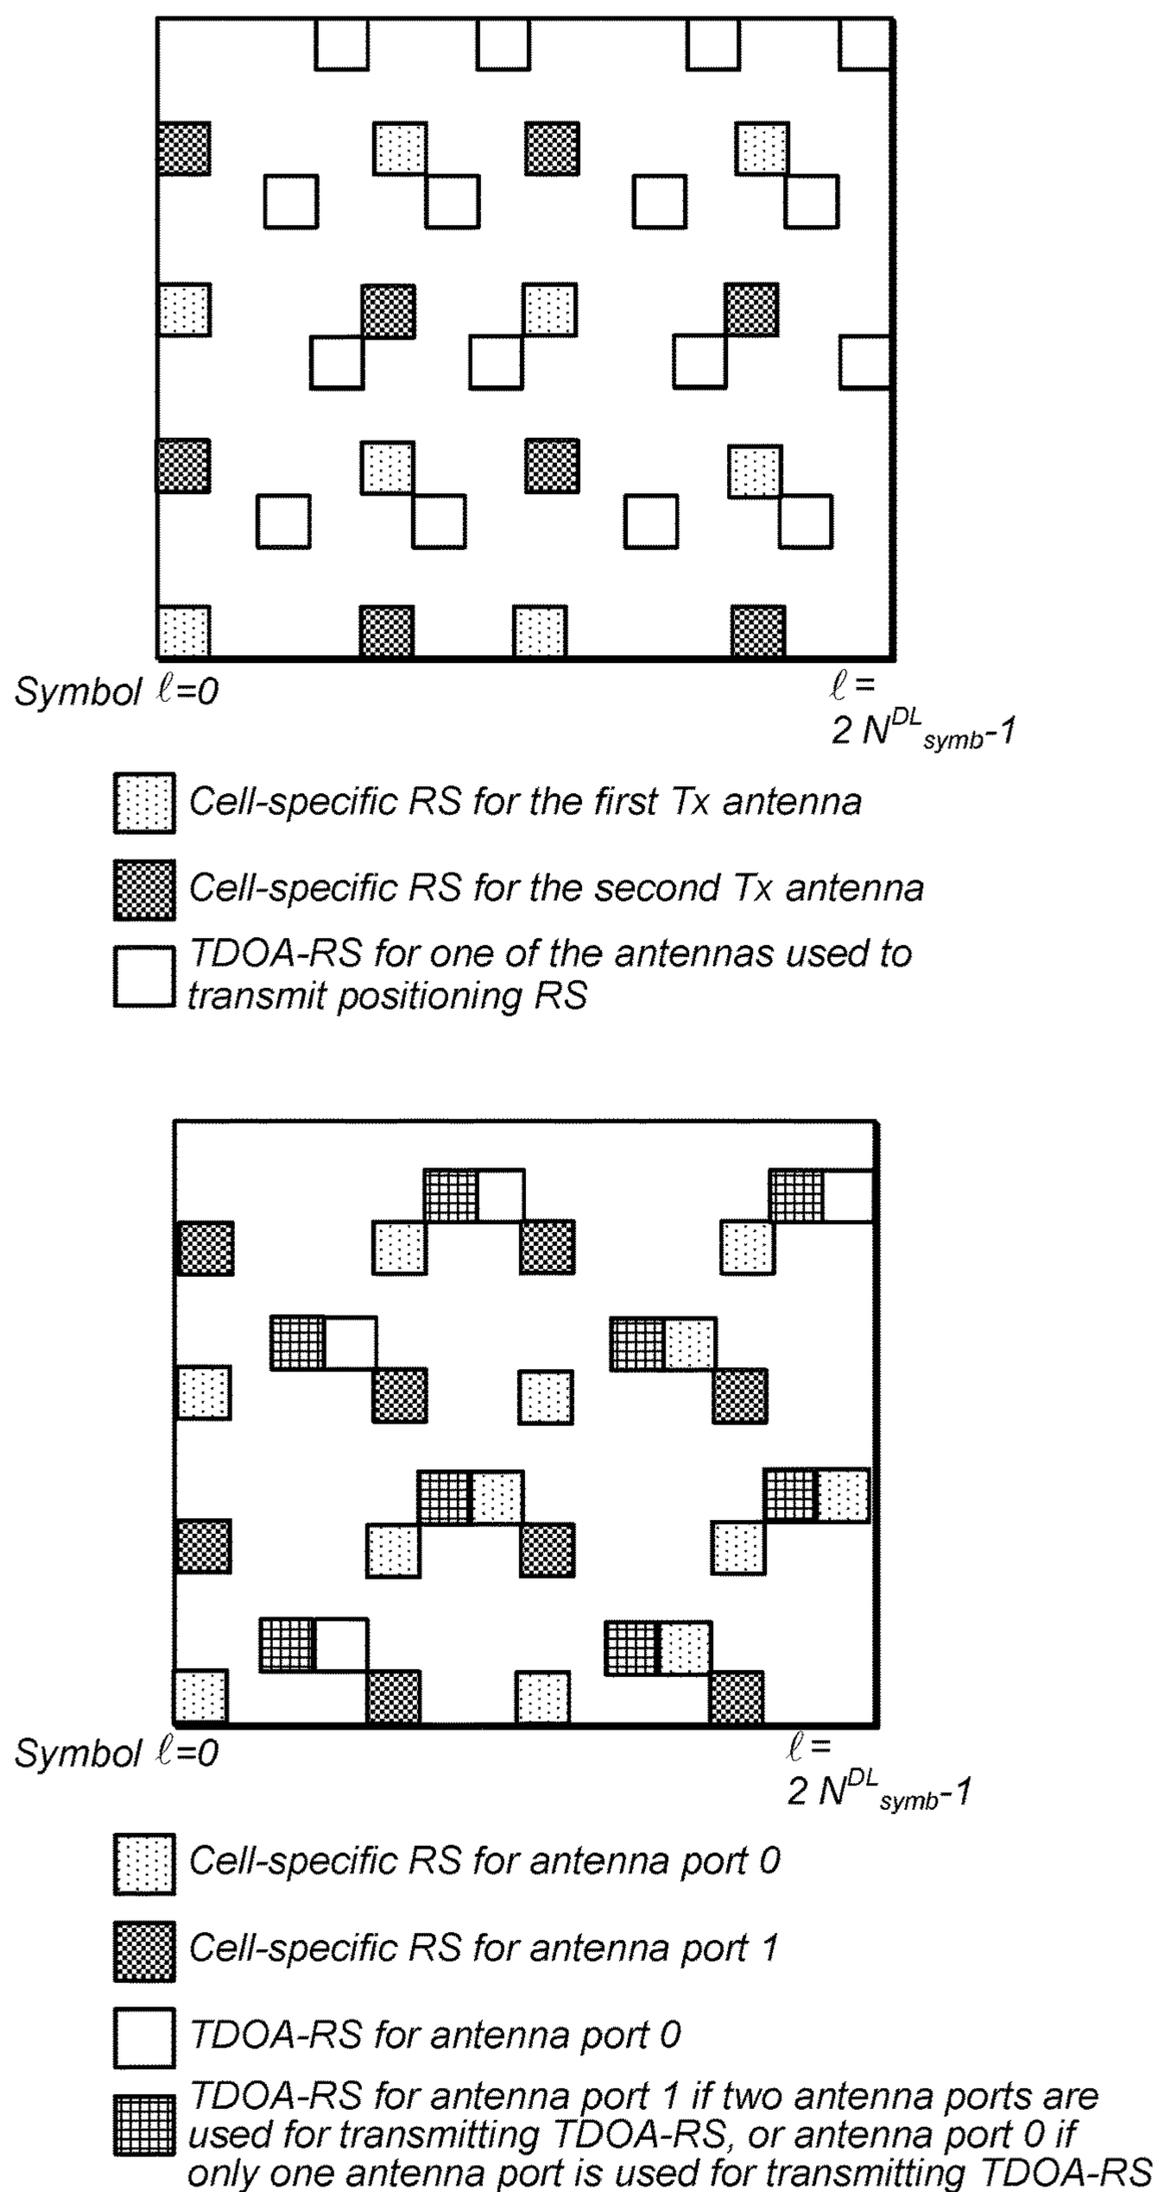 Symbol ℓ=0
ℓ =
2 N^DL_symb-1
Cell-specific RS for the first Tx antenna
Cell-specific RS for the second Tx antenna
TDOA-RS for one of the antennas used to
transmit positioning RS
Symbol ℓ=0
ℓ =
2 N^DL_symb-1
Cell-specific RS for antenna port 0
Cell-specific RS for antenna port 1
TDOA-RS for antenna port 0
TDOA-RS for antenna port 1 if two antenna ports are
used for transmitting TDOA-RS, or antenna port 0 if
only one antenna port is used for transmitting TDOA-RS